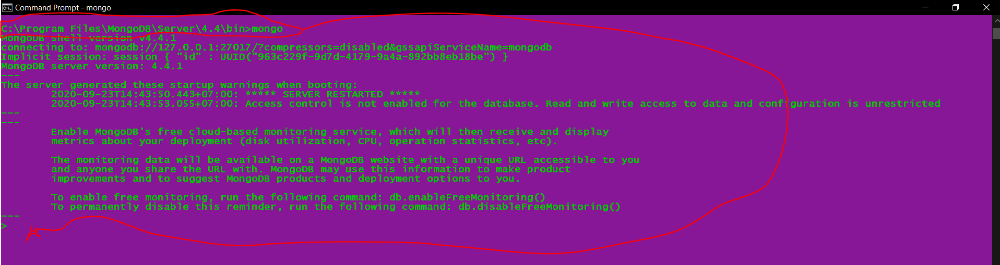 Command Prompt - mongo
C:\Program Files\MongoDB\Server\4.4\bin>mongo
MongoDB shell version v4.4.1
connecting to: mongodb://127.0.0.1:27017/?compressors=disabled&gssapiServiceName=mongodb
Implicit session: session { "id" : UUID("963c229f-9d7d-4179-9a4a-892bb8eb18be") }
MongoDB server version: 4.4.1
---
The server generated these startup warnings when booting:
        2020-09-23T14:43:50.443+07:00: ***** SERVER RESTARTED *****
        2020-09-23T14:43:53.055+07:00: Access control is not enabled for the database. Read and write access to data and configuration is unrestricted
---
---
        Enable MongoDB's free cloud-based monitoring service, which will then receive and display
        metrics about your deployment (disk utilization, CPU, operation statistics, etc).
        The monitoring data will be available on a MongoDB website with a unique URL accessible to you
        and anyone you share the URL with. MongoDB may use this information to make product
        improvements and to suggest MongoDB products and deployment options to you.
        To enable free monitoring, run the following command: db.enableFreeMonitoring()
        To permanently disable this reminder, run the following command: db.disableFreeMonitoring()
---
>